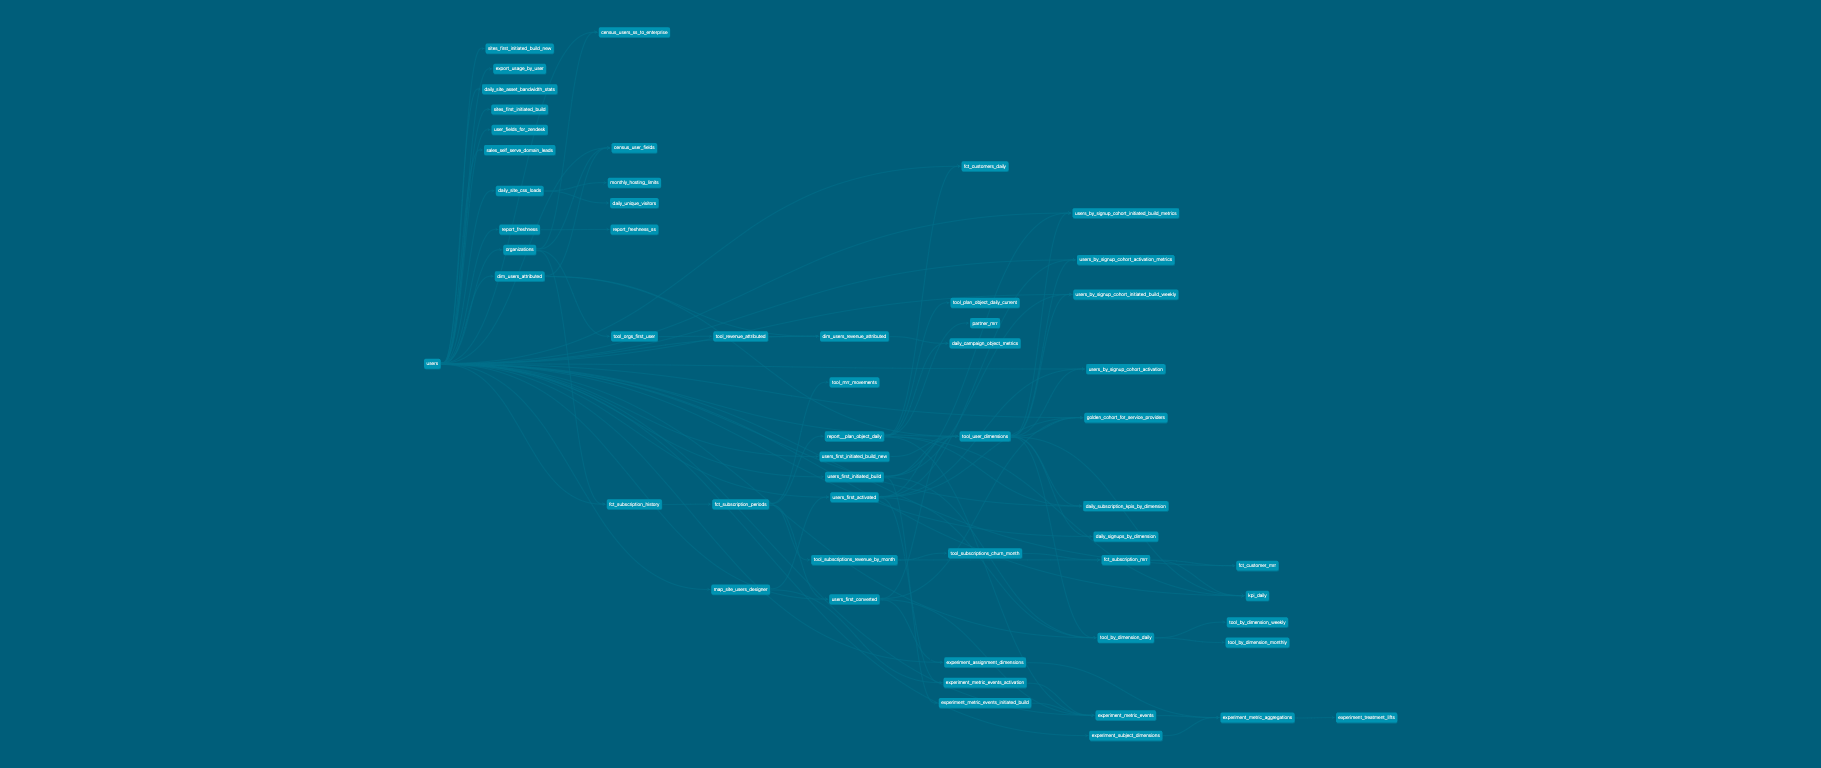 census_users_ss_to_enterprise
sites_first_initiated_build_new
export_usage_by_user
daily_site_asset_bandwidth_stats
sites_first_initiated_build
user_fields_for_zendesk
sales_self_serve_domain_leads
census_user_fields
fct_customers_daily
monthly_hosting_limits
daily_site_css_loads
daily_unique_visitors
users_by_signup_cohort_initiated_build_metrics
report_freshness
report_freshness_ss
organizations
users_by_signup_cohort_activation_metrics
dim_users_attributed
users_by_signup_cohort_initiated_build_weekly
tool_plan_object_daily_current
partner_mrr
tool_orgs_first_user
tool_revenue_attributed
dim_users_revenue_attributed
daily_campaign_object_metrics
users
users_by_signup_cohort_activation
tool_mrr_movements
golden_cohort_for_service_providers
report__plan_object_daily
tool_user_dimensions
users_first_initiated_build_new
users_first_initiated_build
users_first_activated
fct_subscription_history
fct_subscription_periods
daily_subscription_kpis_by_dimension
daily_signups_by_dimension
tool_subscriptions_churn_month
tool_subscriptions_revenue_by_month
fct_subscription_mrr
fct_customer_mrr
map_site_users_designer
kpi_daily
users_first_converted
tool_by_dimension_weekly
tool_by_dimension_daily
tool_by_dimension_monthly
experiment_assignment_dimensions
experiment_metric_events_activation
experiment_metric_events_initiated_build
experiment_metric_events
experiment_metric_aggregations
experiment_treatment_lifts
experiment_subject_dimensions